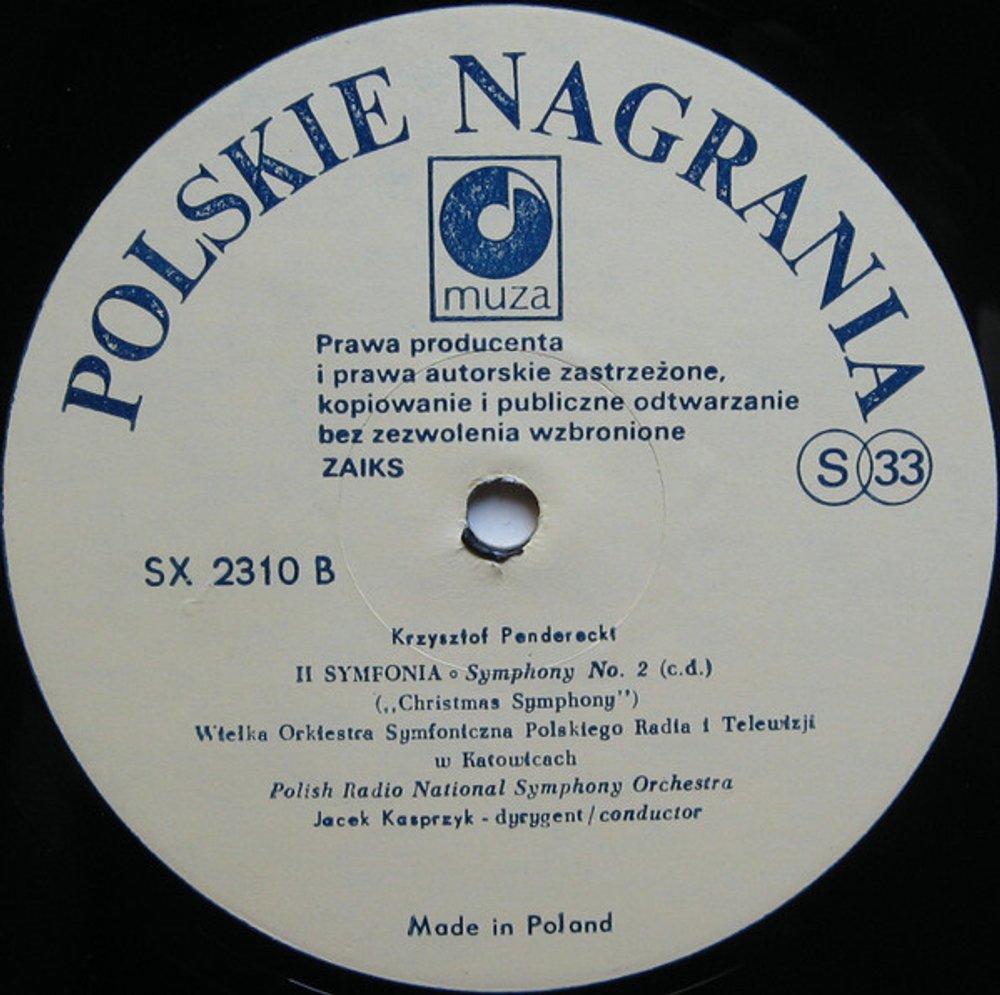 POLSKIE NAGRANIA
muza
Prawa producenta
i prawa autorskie zastrzeżone,
kopiowanie i publiczne odtwarzanie
bez zezwolenia wzbronione
ZAIKS
S 33
SX 2310 B
Krzysztof Penderecki
II SYMFONIA ∘ Symphony No. 2 (c.d.)
(„Christmas Symphony”)
Wielka Orkiestra Symfoniczna Polskiego Radia i Telewizji
w Katowicach
Polish Radio National Symphony Orchestra
Jacek Kasprzyk - dyrygent / conductor
Made in Poland